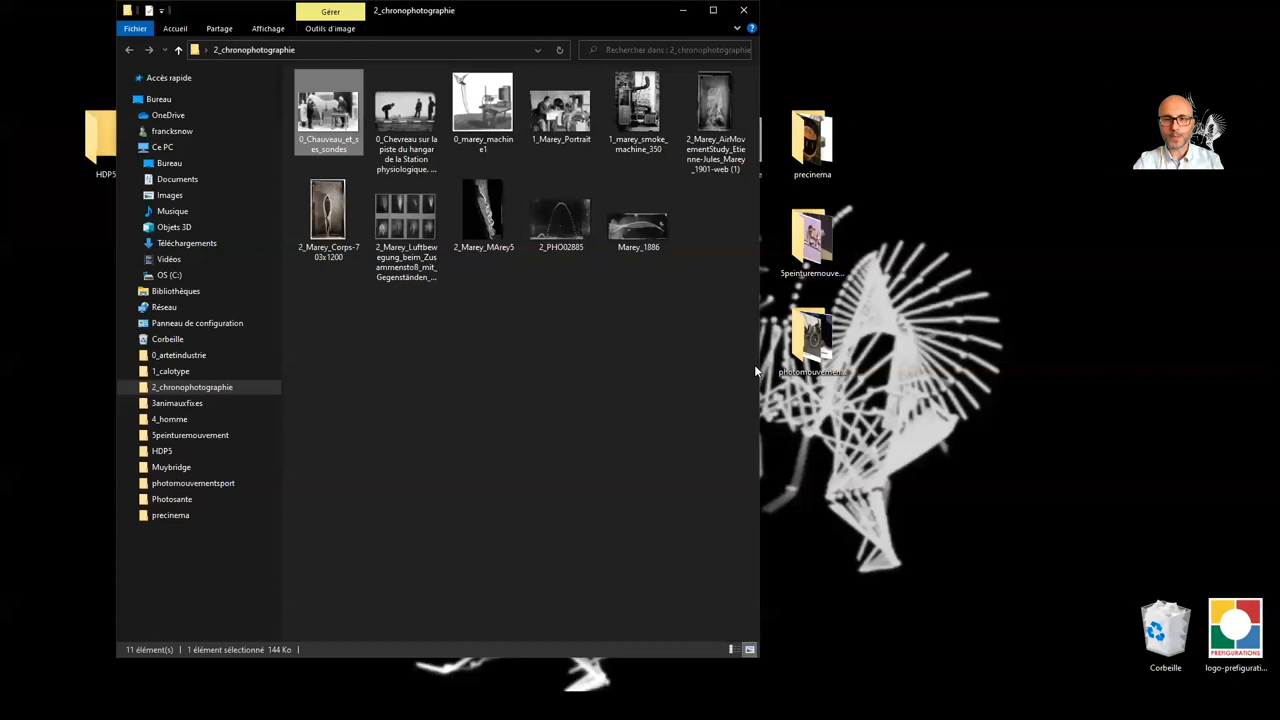 Gérer
2_chronophotographie
Fichier
Accueil
Partage
Affichage
Outils d'image
2_chronophotographie
Rechercher dans : 2_chronophotographie
Accès rapide
Bureau
OneDrive
francksnow
Ce PC
Bureau
Documents
Images
Musique
Objets 3D
Téléchargements
Vidéos
OS (C:)
Bibliothèques
Réseau
Panneau de configuration
Corbeille
0_artetindustrie
1_calotype
2_chronophotographie
3animauxfixes
4_homme
5peinturemouvement
HDP5
Muybridge
photomouvementsport
Photosante
precinema
0_Chauveau_et_s
es_sondes
0_Chevreau sur la
piste du hangar
de la Station
physiologique. ...
0_marey_machin
e1
1_Marey_Portrait
1_marey_smoke_
machine_350
2_Marey_AirMov
ementStudy_Etie
nne-Jules_Marey
_1901-web (1)
2_Marey_Corps-7
03x1200
2_Marey_Luftbew
egung_beim_Zus
ammenstoß_mit_
Gegenständen_...
2_Marey_MArey5
2_PHO02885
Marey_1886
11 élément(s)
1 élément sélectionné 144 Ko
HDP5
precinema
5peinturemouve...
photomouvemen...
Corbeille
PREFIGURATIONS
logo-prefigurati...